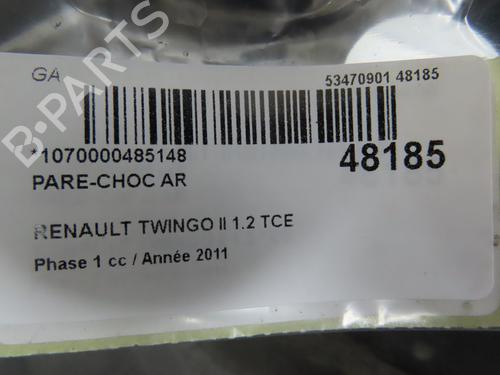 GA
53470901 48185
*1070000485148
48185
PARE-CHOC AR
RENAULT TWINGO II 1.2 TCE
Phase 1 cc / Année 2011
B-PARTS